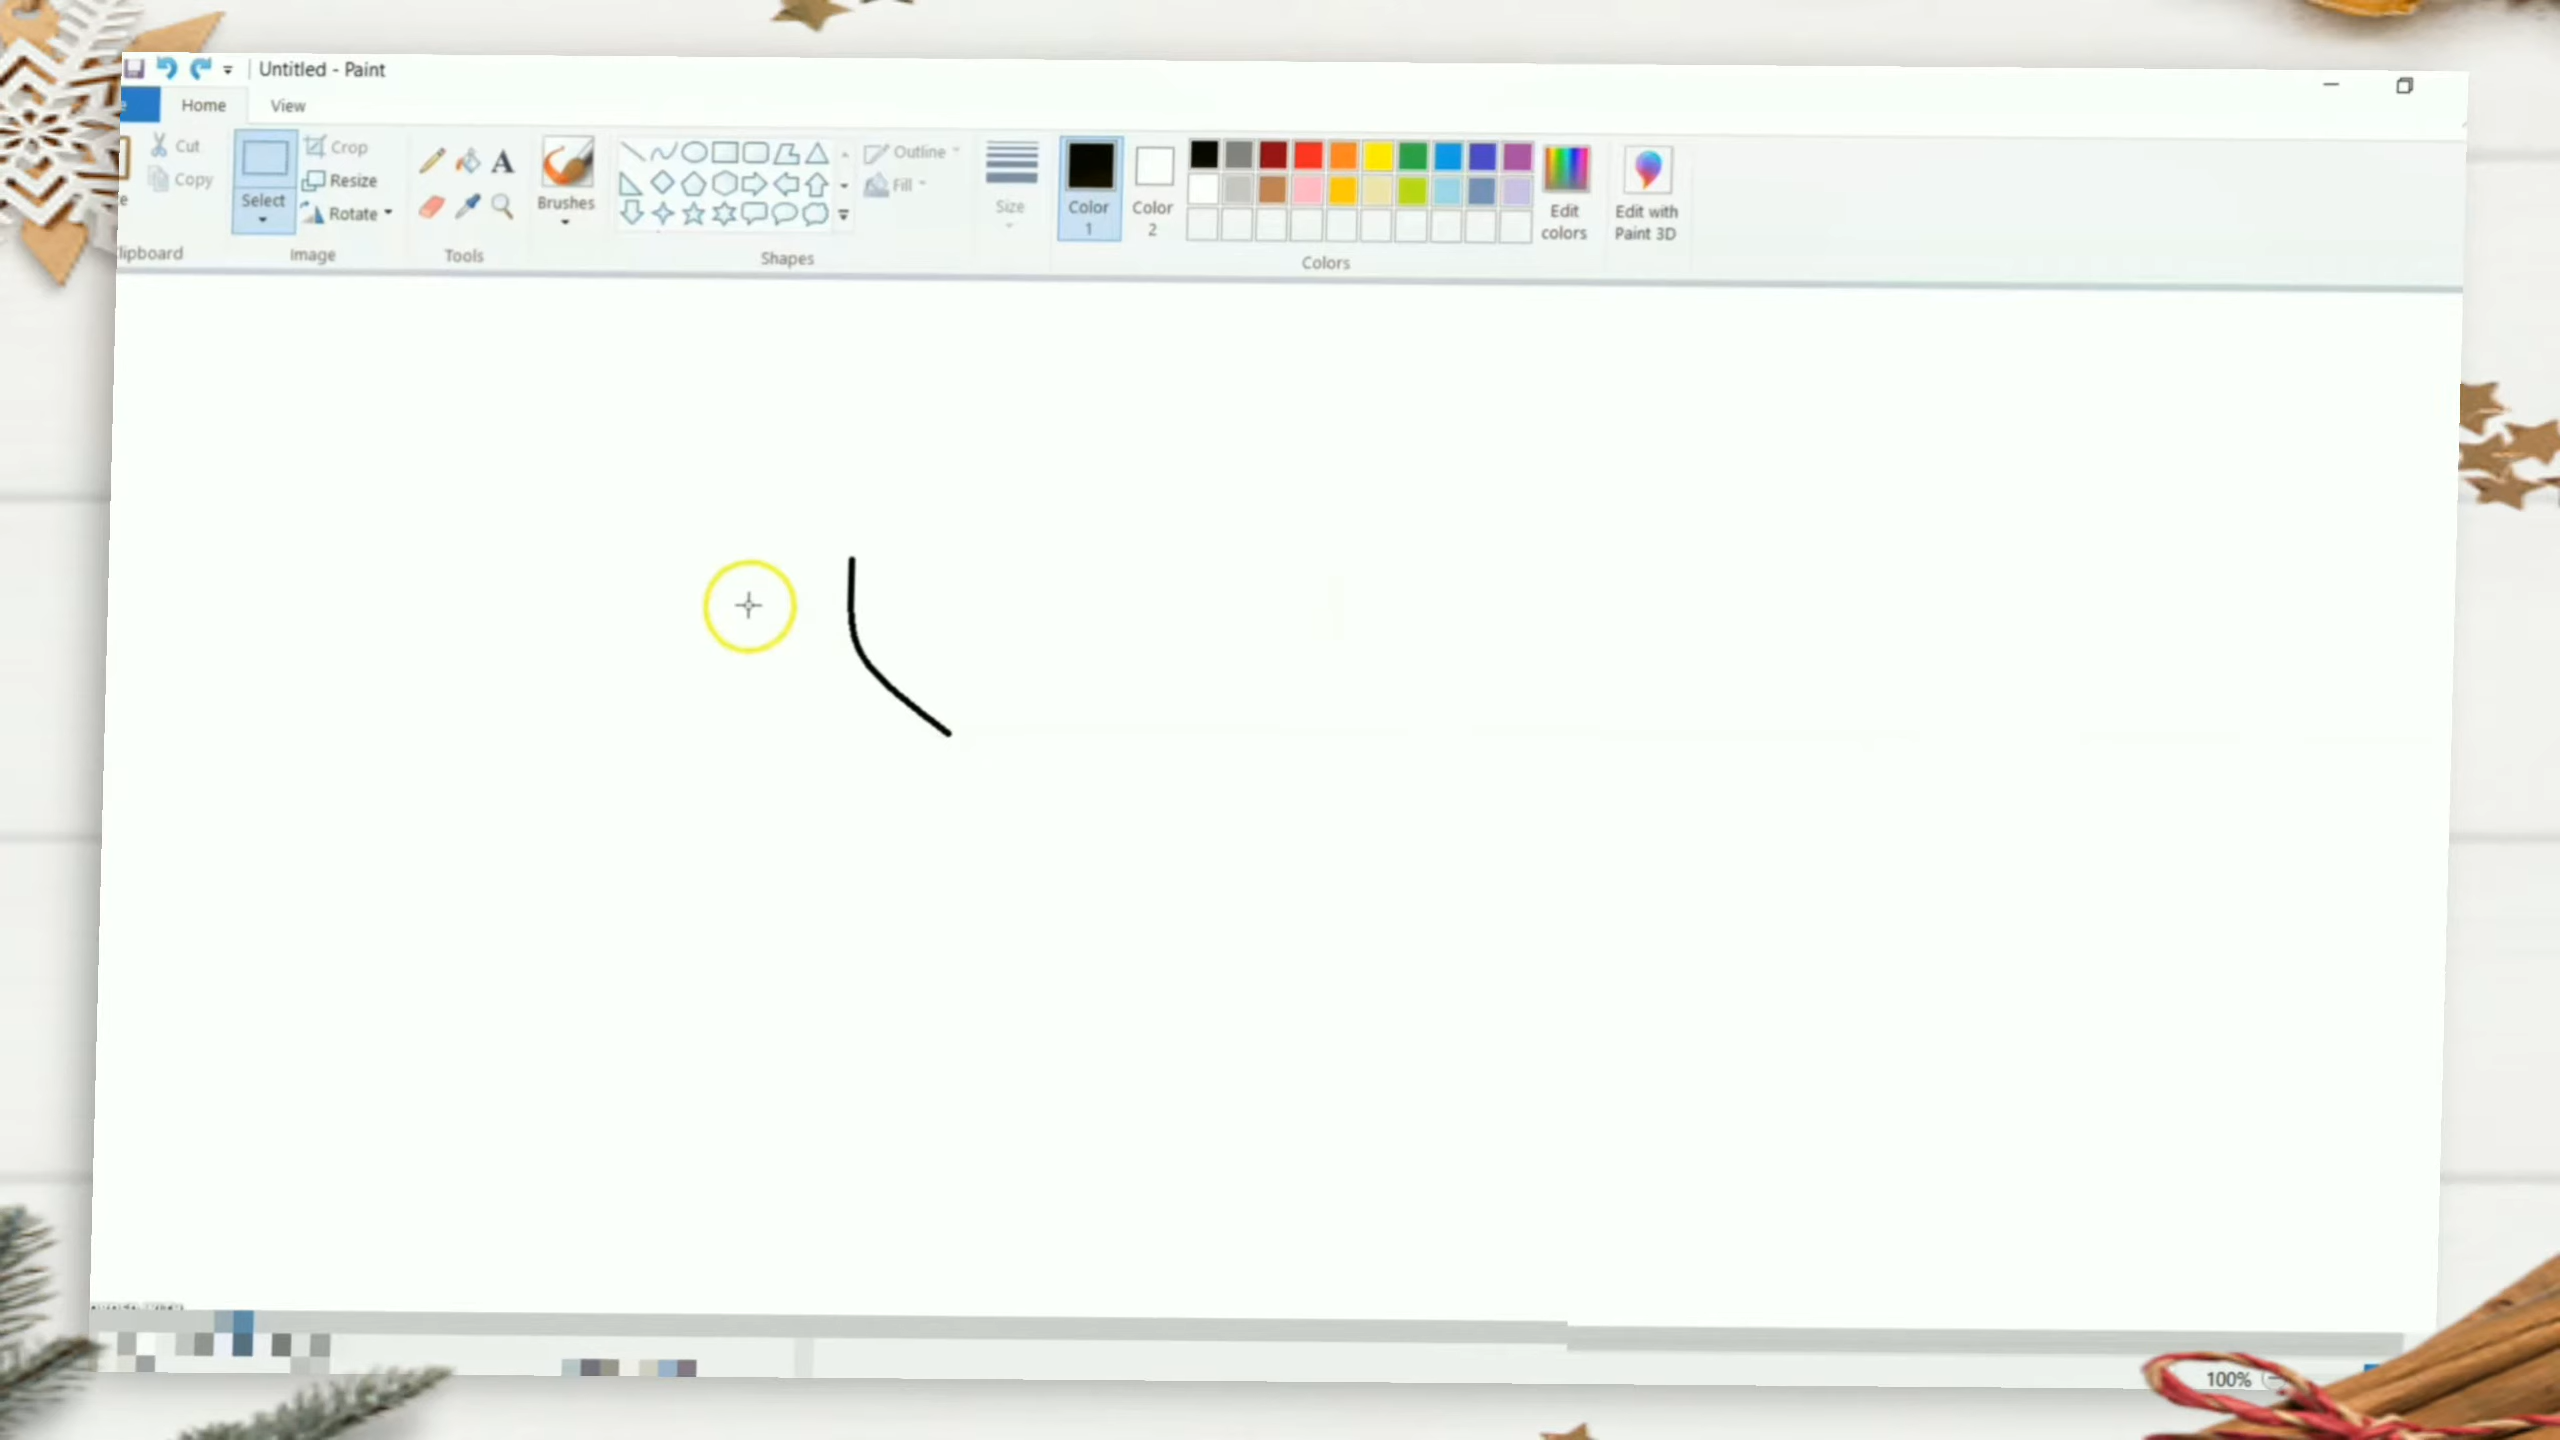 Untitled - Paint
Home View
Cut
Copy
Select
Crop
Resize
Rotate
Brushes
Outline
Fill
Size
Color 1
Color 2
Edit colors
Edit with Paint 3D
Image
Tools
Shapes
Colors
100%